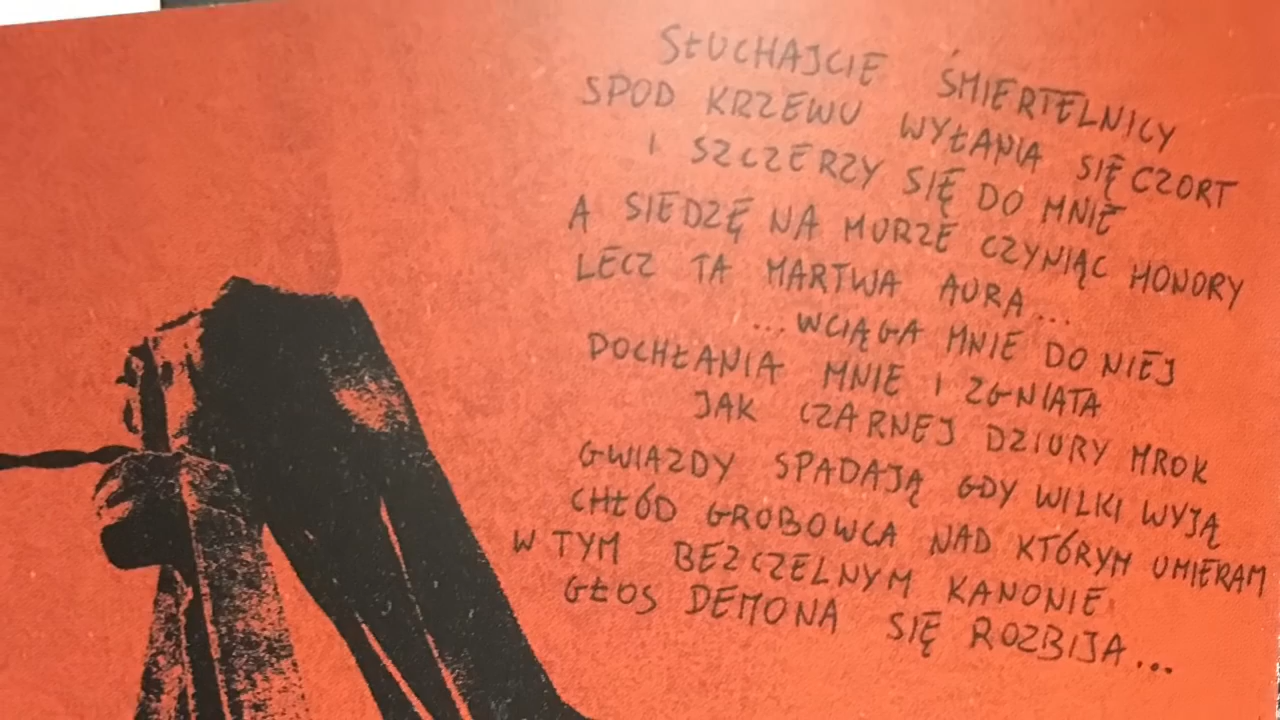 SŁUCHAJCIE ŚMIERTELNICY
SPOD KRZEWU WYŁANIA SIĘ CZORT
I SZCZERZY SIĘ DO MNIE
A SIEDZĘ NA MURZE CZYNIĄC HONORY
LECZ TA MARTWA AURA...
...WCIĄGA MNIE DO NIEJ
POCHŁANIA MNIE I ZGNIATA
JAK CZARNEJ DZIURY MROK
GWIAZDY SPADAJĄ GDY WILKI WYJĄ
CHŁÓD GROBOWCA NAD KTÓRYM UMIERAM
W TYM BEZCZELNYM KANONIE
GŁOS DEMONA SIĘ ROZBIJA...